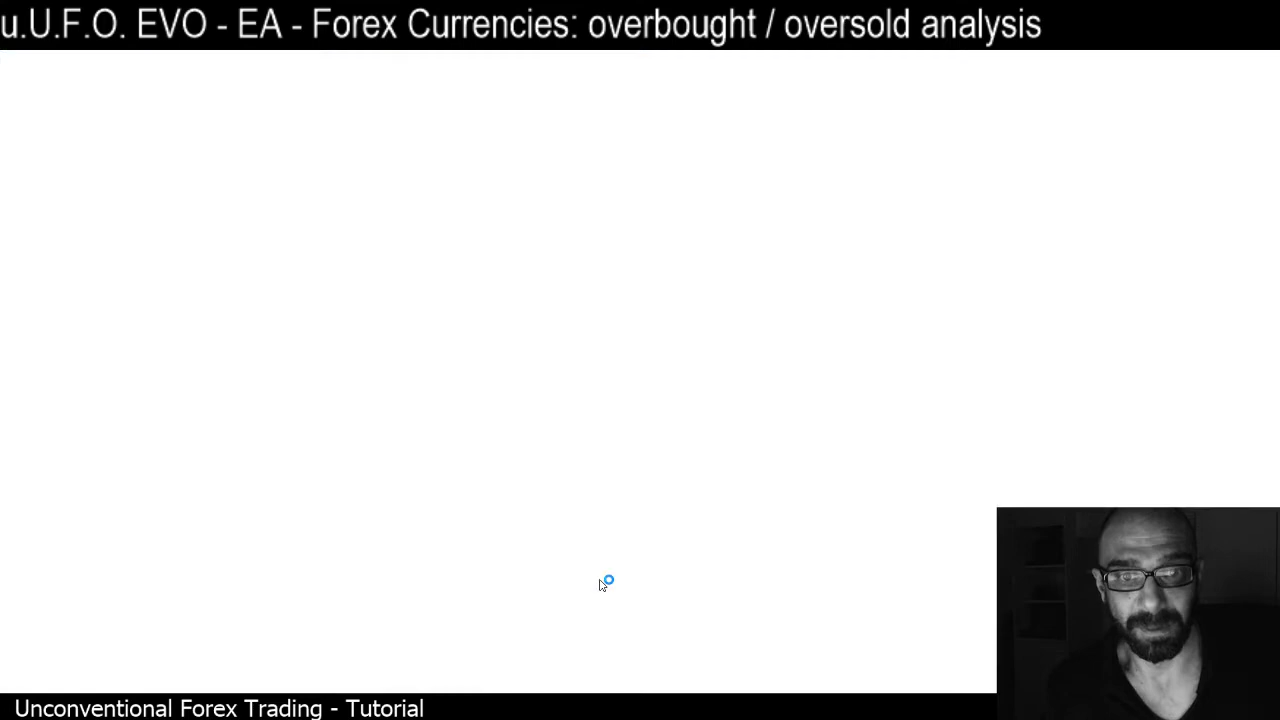 u.U.F.O. EVO - EA - Forex Currencies: overbought / oversold analysis
Unconventional Forex Trading - Tutorial